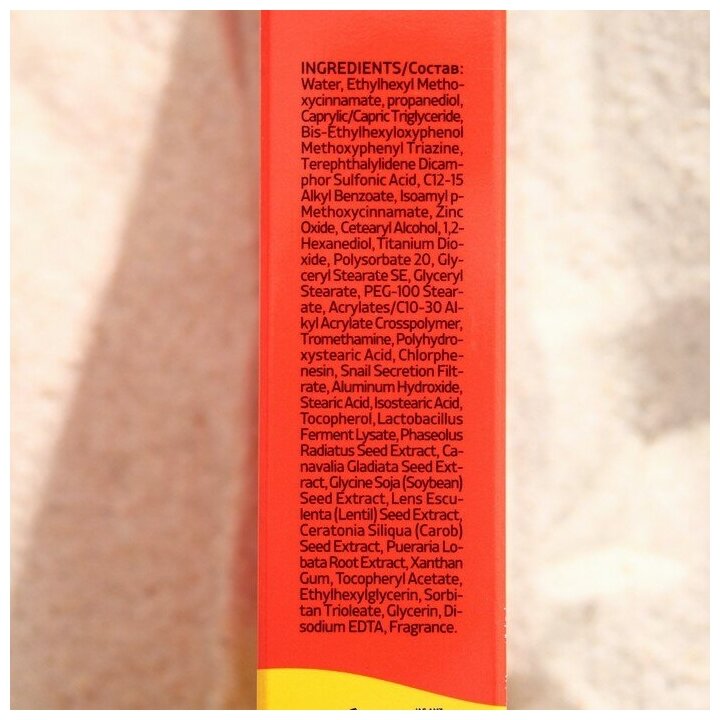 INGREDIENTS/Состав:
Water, Ethylhexyl Metho-
xycinnamate, propanediol,
Caprylic/Capric Triglyceride,
Bis-Ethylhexyloxyphenol
Methoxyphenyl Triazine,
Terephthalylidene Dicam-
phor Sulfonic Acid, C12-15
Alkyl Benzoate, Isoamyl p-
Methoxycinnamate, Zinc
Oxide, Cetearyl Alcohol, 1,2-
Hexanediol, Titanium Dio-
xide, Polysorbate 20, Gly-
ceryl Stearate SE, Glyceryl
Stearate, PEG-100 Stear-
ate, Acrylates/C10-30 Al-
kyl Acrylate Crosspolymer,
Tromethamine, Polyhydro-
xystearic Acid, Chlorphe-
nesin, Snail Secretion Filt-
rate, Aluminum Hydroxide,
Stearic Acid, Isostearic Acid,
Tocopherol, Lactobacillus
Ferment Lysate, Phaseolus
Radiatus Seed Extract, Ca-
navalia Gladiata Seed Ext-
ract, Glycine Soja (Soybean)
Seed Extract, Lens Escu-
lenta (Lentil) Seed Extract,
Ceratonia Siliqua (Carob)
Seed Extract, Pueraria Lo-
bata Root Extract, Xanthan
Gum, Tocopheryl Acetate,
Ethylhexylglycerin, Sorbi-
tan Trioleate, Glycerin, Di-
sodium EDTA, Fragrance.